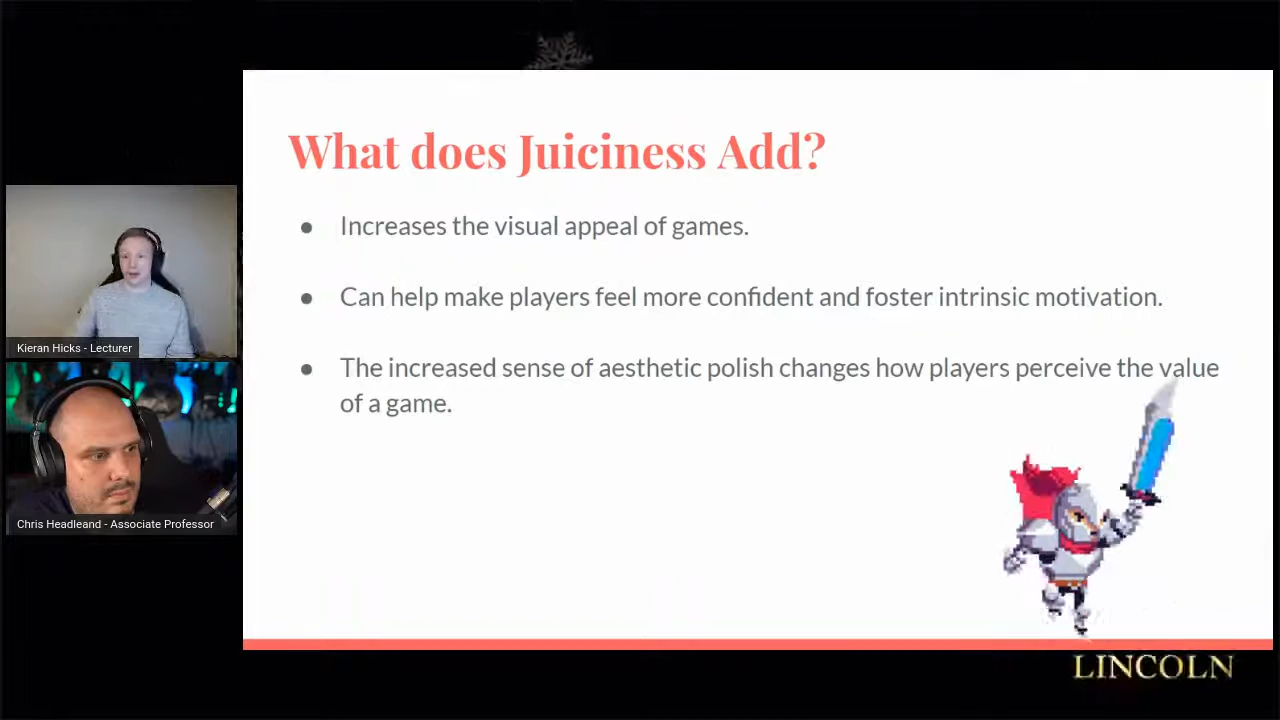 What does Juiciness Add?
● Increases the visual appeal of games.
● Can help make players feel more confident and foster intrinsic motivation.
● The increased sense of aesthetic polish changes how players perceive the value
of a game.
Kieran Hicks - Lecturer
Chris Headleand - Associate Professor
LINCOLN